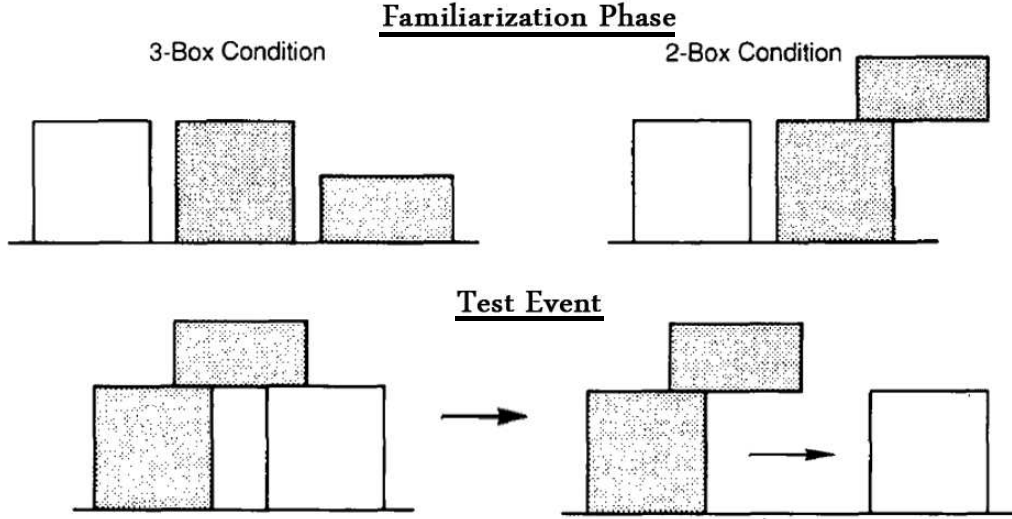 Familiarization Phase
3-Box Condition
2-Box Condition
Test Event